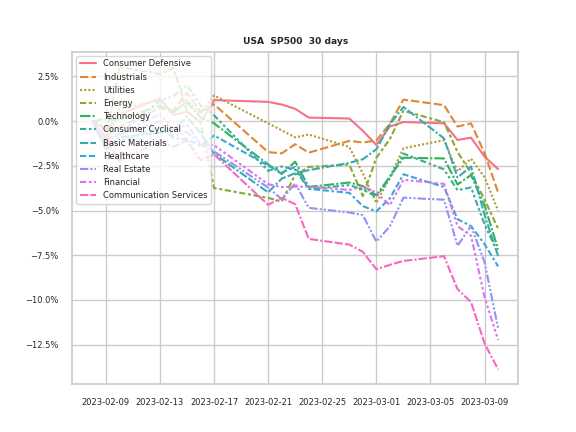 USA SP500 30 days
Consumer Defensive
Industrials
Utilities
Energy
Technology
Consumer Cyclical
Basic Materials
Healthcare
Real Estate
Financial
Communication Services
2.5%
0.0%
−2.5%
−5.0%
−7.5%
−10.0%
−12.5%
2023-02-09 2023-02-13 2023-02-17 2023-02-21 2023-02-25 2023-03-01 2023-03-05 2023-03-09